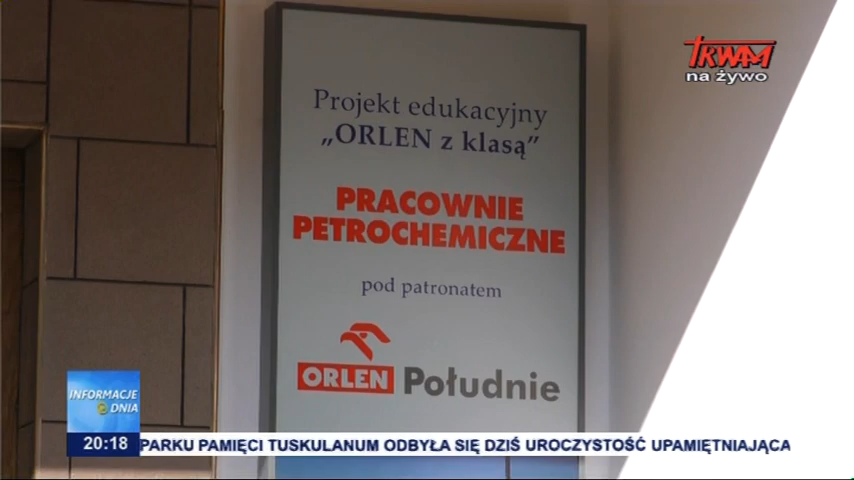 TRWAM
na żywo
Projekt edukacyjny
„ORLEN z klasą”
PRACOWNIE
PETROCHEMICZNE
pod patronatem
ORLEN Południe
INFORMACJE
DNIA
20:18 PARKU PAMIĘCI TUSKULANUM ODBYŁA SIĘ DZIŚ UROCZYSTOŚĆ UPAMIĘTNIAJĄCA